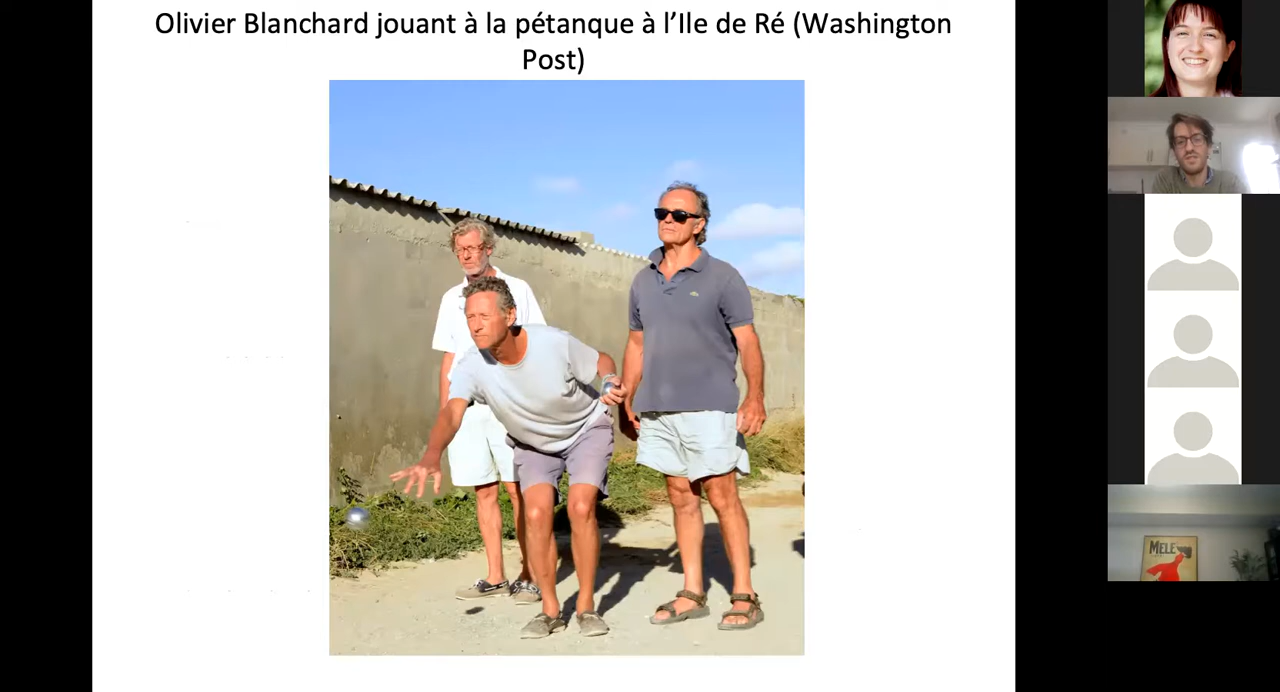 Olivier Blanchard jouant à la pétanque à l’Ile de Ré (Washington
Post)
MELE